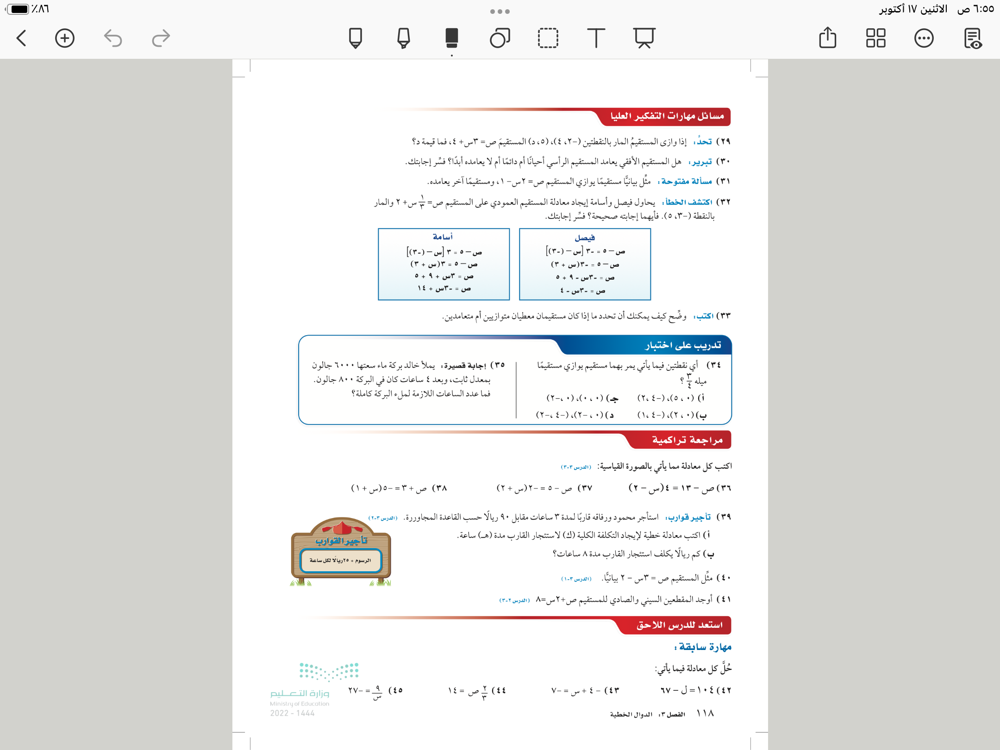 ٦:٥٥ ص الاثنين ١٧ أكتوبر
٪٨٦
مسائل مهارات التفكير العليا
٢٩) تحدٍّ: إذا وازى المستقيمُ المار بالنقطتين (−٢، ٤)، (٥، د) المستقيمَ ص= ٣س+ ٤، فما قيمة د؟
٣٠) تبرير: هل المستقيم الأفقي يعامد المستقيم الرأسي أحيانًا أم دائمًا أم لا يعامده أبدًا؟ فسِّر إجابتك.
٣١) مسألة مفتوحة: مثِّل بيانيًّا مستقيمًا يوازي المستقيم ص= ٢س− ١، ومستقيمًا آخر يعامده.
٣٢) اكتشف الخطأ: يحاول فيصل وأسامة إيجاد معادلة المستقيم العمودي على المستقيم ص= ١/٣ س+ ٢ والمار
بالنقطة (−٣، ٥). فأيهما إجابته صحيحة؟ فسِّر إجابتك.
فيصل
ص − ٥ = -٣ [س − (-٣)]
ص − ٥ = -٣(س + ٣)
ص = -٣س - ٩ + ٥
ص = -٣س - ٤
أسامة
ص − ٥ = ٣ [س − (-٣)]
ص − ٥ = ٣(س + ٣)
ص = ٣س + ٩ + ٥
ص = -٣س + ١٤
٣٣) اكتب: وضِّح كيف يمكنك أن تحدد ما إذا كان مستقيمان معطيان متوازيين أم متعامدين.
تدريب على اختبار
٣٤) أي نقطتين فيما يأتي يمر بهما مستقيم يوازي مستقيمًا
ميله ٣/٤ ؟
أ) (٠، ٥)، (−٤، ٢) جـ) (٠، ٠)، (٠، −٢)
ب) (٠، ٢)، (−٤، ١) د) (٠، −٢)، (−٤، −٢)
٣٥) إجابة قصيرة: يملأ خالد بركة ماء سعتها ٦٠٠٠ جالون
بمعدل ثابت، وبعد ٤ ساعات كان في البركة ٨٠٠ جالون.
فما عدد الساعات اللازمة لملء البركة كاملة؟
مراجعة تراكمية
اكتب كل معادلة مما يأتي بالصورة القياسية: (الدرس ٣-٣)
٣٦) ص − ١٣ = ٤(س − ٢) ٣٧) ص − ٥ = −٢(س + ٢) ٣٨) ص + ٣ = −٥(س + ١)
٣٩) تأجير قوارب: استأجر محمود ورفاقه قاربًا لمدة ٣ ساعات مقابل ٩٠ ريالًا حسب القاعدة المجاوررة. (الدرس ٣-٢)
أ) اكتب معادلة خطية لإيجاد التكلفة الكلية (ك) لاستئجار القارب مدة (هـ) ساعة.
ب) كم ريالًا يكلف استئجار القارب مدة ٨ ساعات؟
تأجير القوارب
الرسوم + ٢٥ ريالًا لكل ساعة
٤٠) مثِّل المستقيم ص = ٣س − ٢ بيانيًّا. (الدرس ٣-١)
٤١) أوجد المقطعين السيني والصادي للمستقيم ص+٢س=٨ (الدرس ٢-٣)
استعد للدرس اللاحق
مهارة سابقة:
حُلَّ كل معادلة فيما يأتي:
٤٢) ١٠٤ = ل − ٦٧ ٤٣) − ٤ + س = −٧ ٤٤) ٢/٣ ص = ١٤ ٤٥) ٩/س = −٢٧
وزارة التعـــليم
Ministry of Education
2022 - 1444
١١٨ الفصل ٣: الدوال الخطية